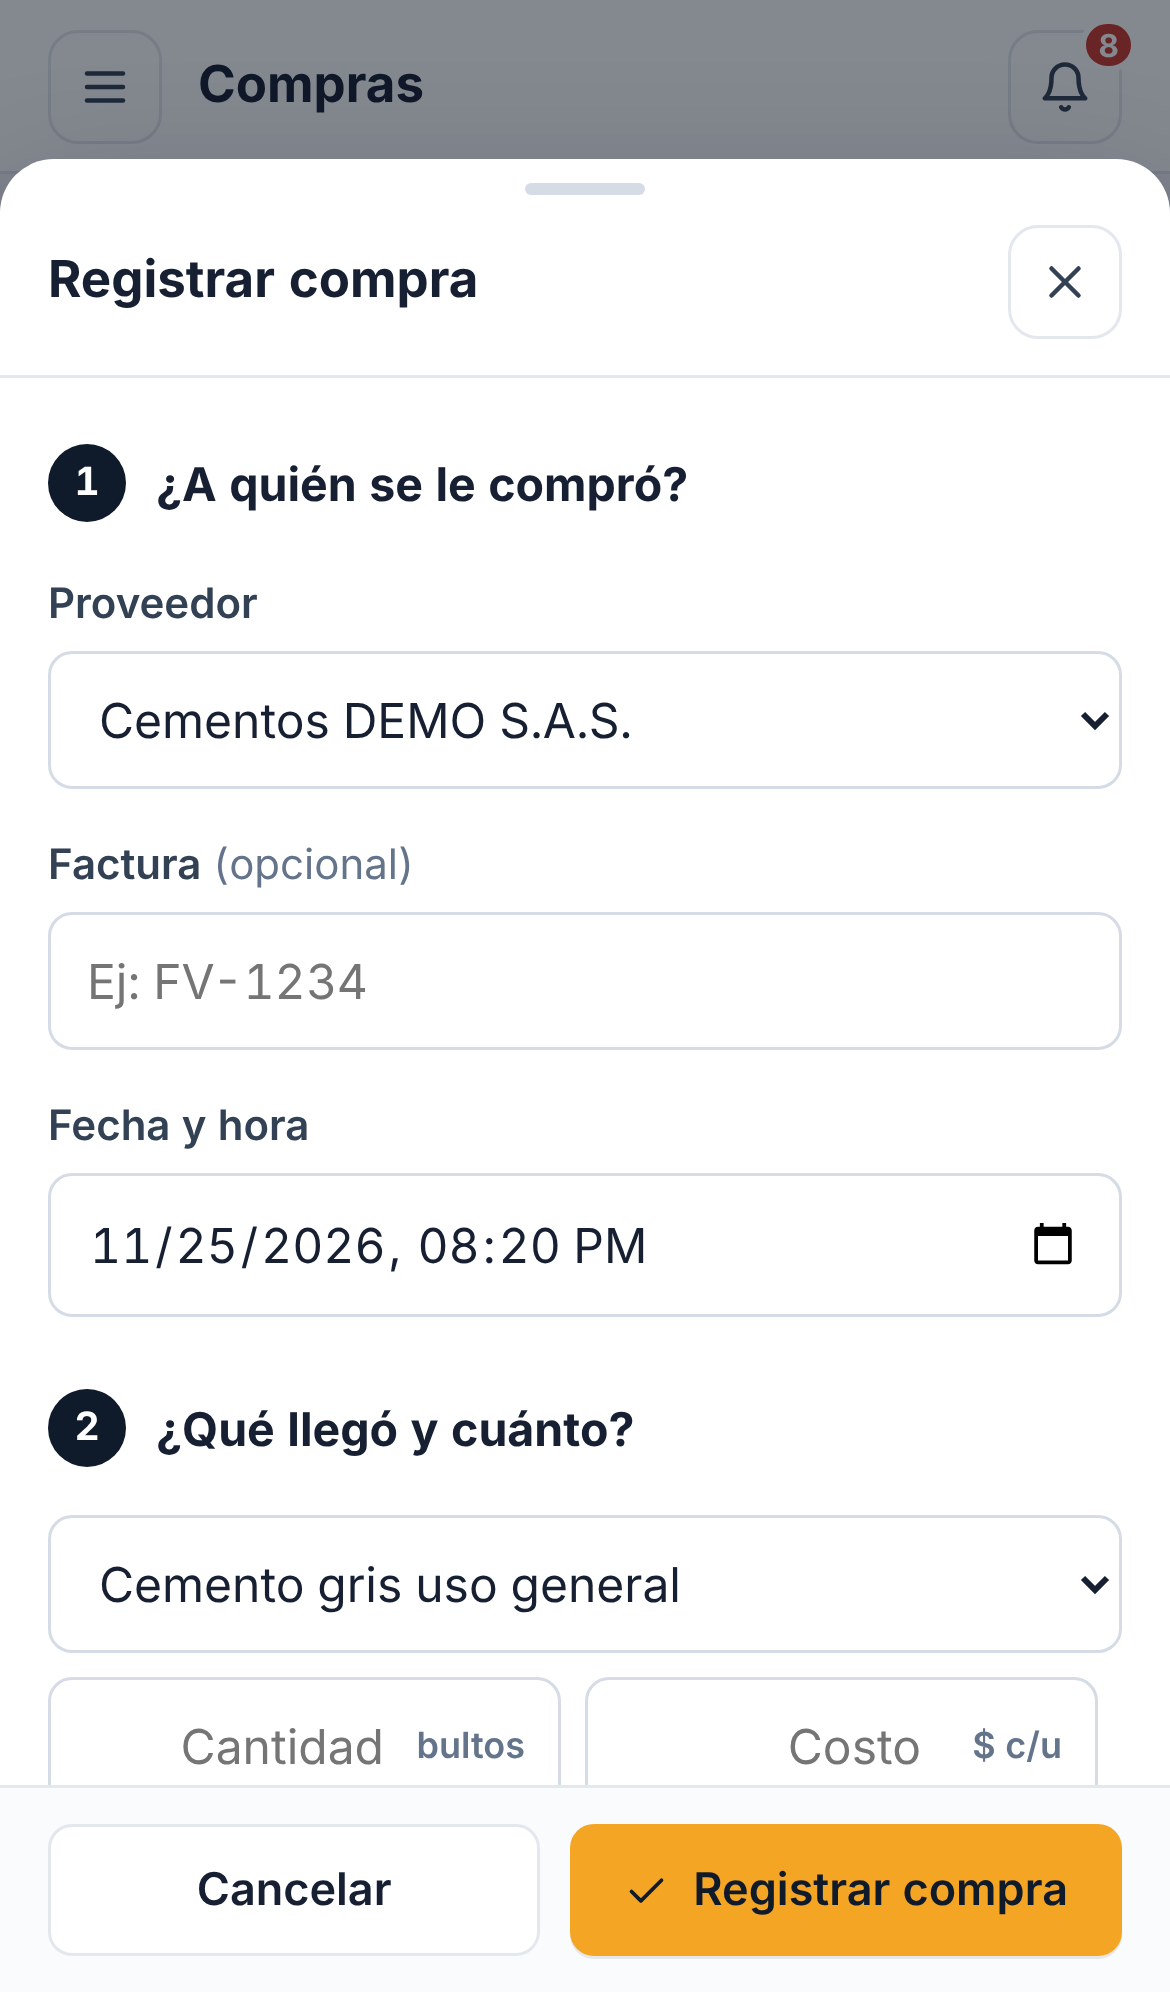 Compras
8
Registrar compra
1 ¿A quién se le compró?
Proveedor
Cementos DEMO S.A.S.
Factura (opcional)
Ej: FV-1234
Fecha y hora
11/25/2026, 08:20 PM
2 ¿Qué llegó y cuánto?
Cemento gris uso general
Cantidad bultos Costo $ c/u
Cancelar Registrar compra